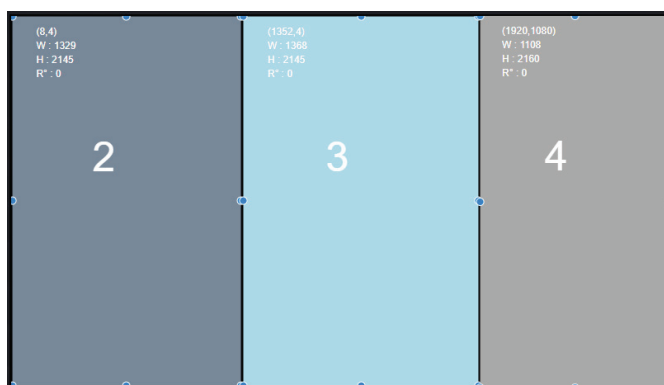 (8,4)
W : 1329
H : 2145
R° : 0
2
(1352,4)
W : 1368
H : 2145
R° : 0
3
(1920,1080)
W : 1108
H : 2160
R° : 0
4